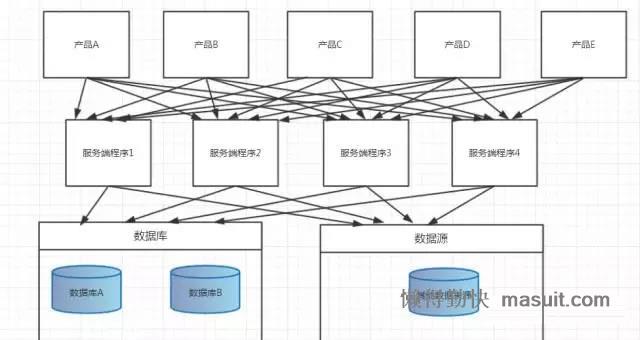 产品A
产品B
产品C
产品D
产品E
服务端程序1
服务端程序2
服务端程序3
服务端程序4
数据库
数据源
数据库A
数据库B
懒得勤快 masuit.com